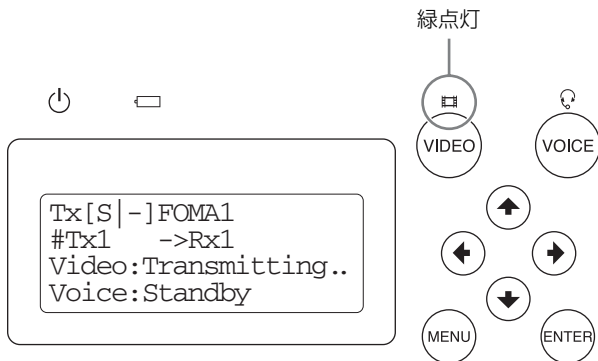 緑点灯
VIDEO
VOICE
Tx[S|-]FOMA1
#Tx1 ->Rx1
Video:Transmitting..
Voice:Standby
MENU
ENTER